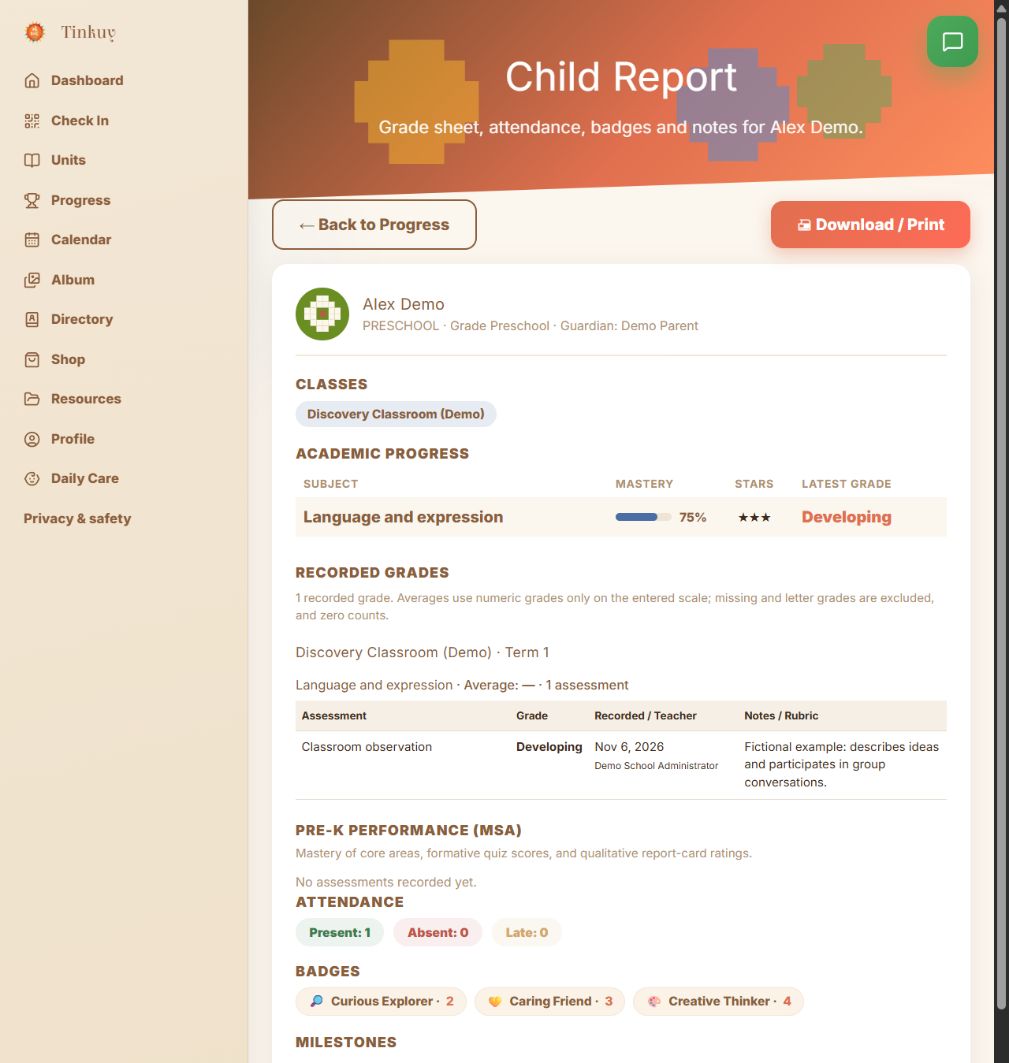 Tinkuy
Dashboard
Check In
Units
Progress
Calendar
Album
Directory
Shop
Resources
Profile
Daily Care
Privacy & safety
Child Report
Grade sheet, attendance, badges and notes for Alex Demo.
← Back to Progress
Download / Print
Alex Demo
PRESCHOOL · Grade Preschool · Guardian: Demo Parent
CLASSES
Discovery Classroom (Demo)
ACADEMIC PROGRESS
SUBJECT MASTERY STARS LATEST GRADE
Language and expression 75% ★★★ Developing
RECORDED GRADES
1 recorded grade. Averages use numeric grades only on the entered scale; missing and letter grades are excluded,
and zero counts.
Discovery Classroom (Demo) · Term 1
Language and expression · Average: — · 1 assessment
Assessment Grade Recorded / Teacher Notes / Rubric
Classroom observation Developing Nov 6, 2026 Fictional example: describes ideas
Demo School Administrator and participates in group
conversations.
PRE-K PERFORMANCE (MSA)
Mastery of core areas, formative quiz scores, and qualitative report-card ratings.
No assessments recorded yet.
ATTENDANCE
Present: 1 Absent: 0 Late: 0
BADGES
Curious Explorer · 2 Caring Friend · 3 Creative Thinker · 4
MILESTONES